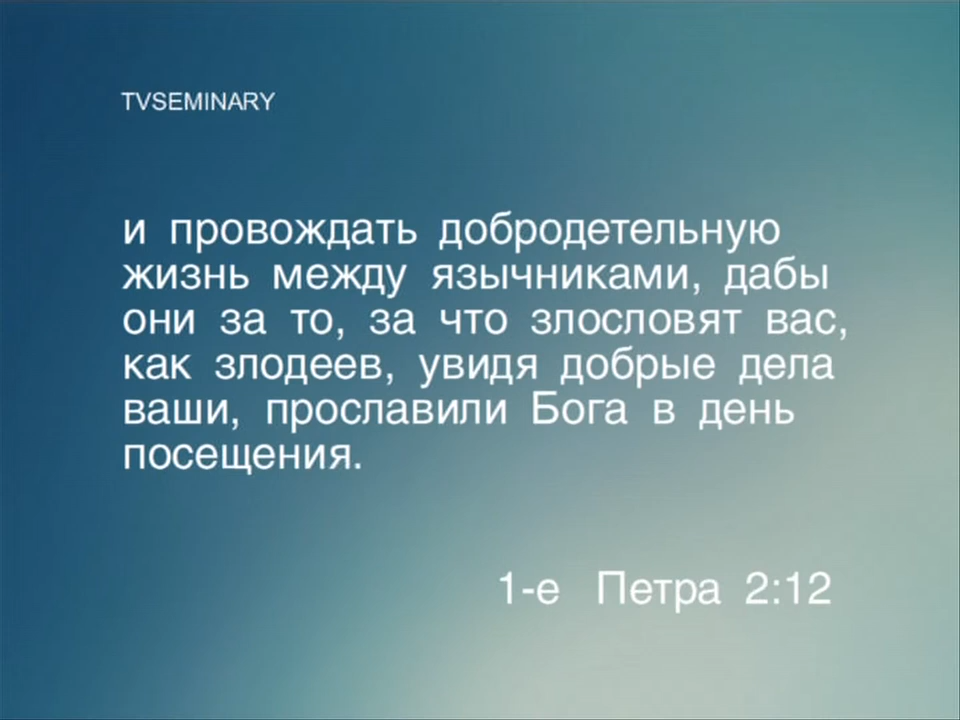 TVSEMINARY
и провождать добродетельную
жизнь между язычниками, дабы
они за то, за что злословят вас,
как злодеев, увидя добрые дела
ваши, прославили Бога в день
посещения.
1-е Петра 2:12